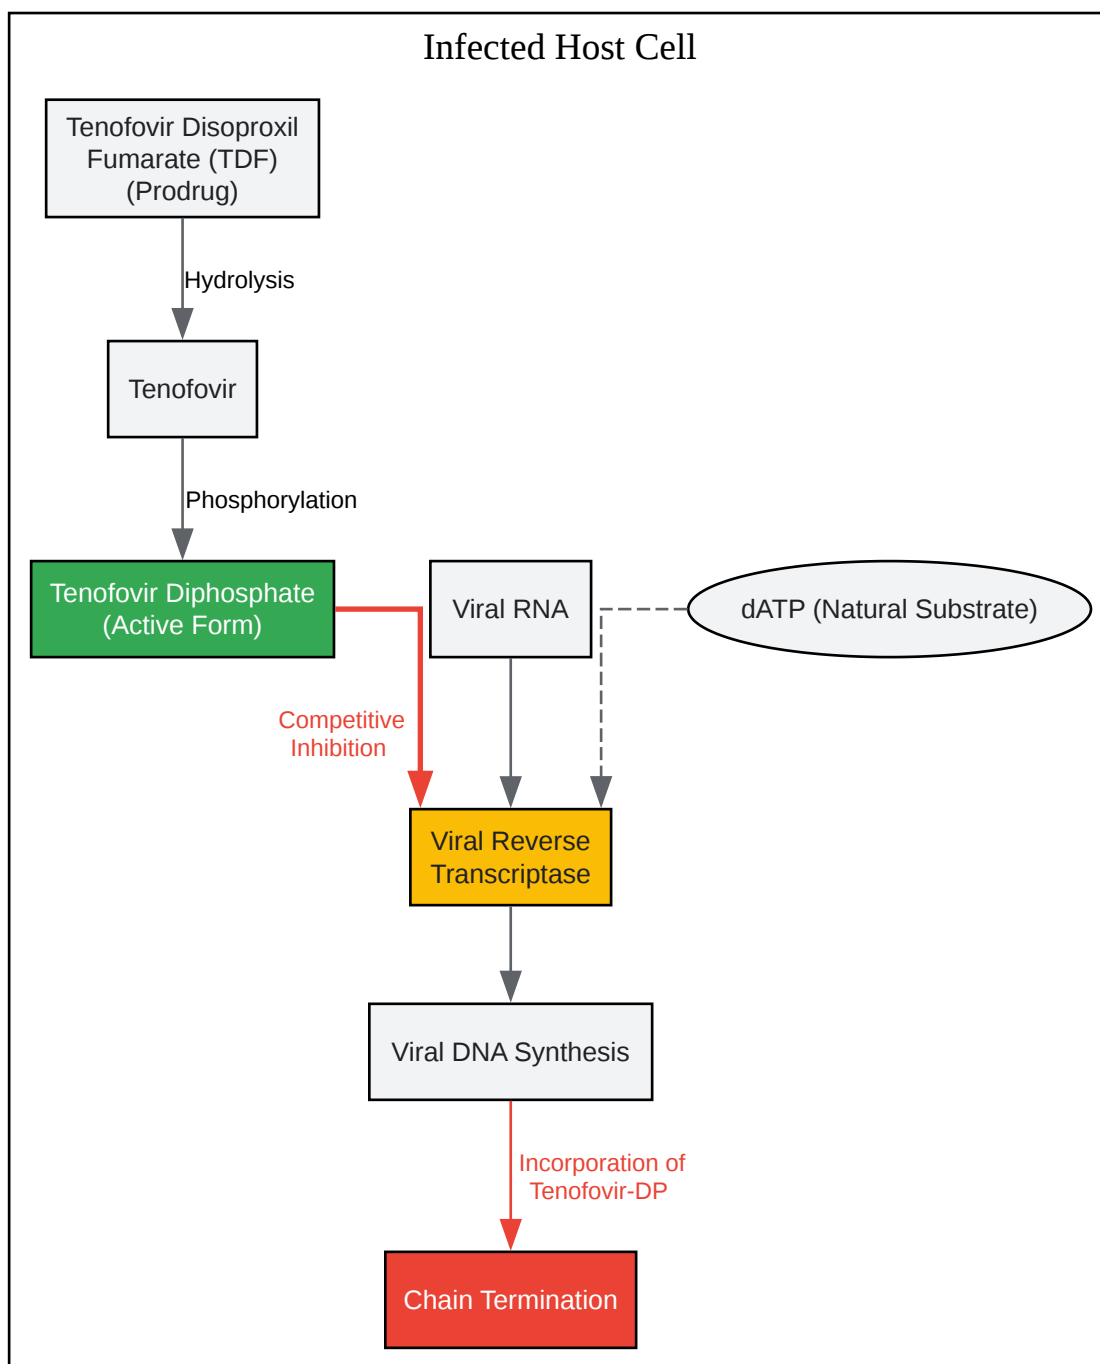 Infected Host Cell
Tenofovir Disoproxil
Fumarate (TDF)
(Prodrug)
Hydrolysis
Tenofovir
Phosphorylation
Tenofovir Diphosphate
(Active Form)
Viral RNA
dATP (Natural Substrate)
Competitive
Inhibition
Viral Reverse
Transcriptase
Viral DNA Synthesis
Incorporation of
Tenofovir-DP
Chain Termination